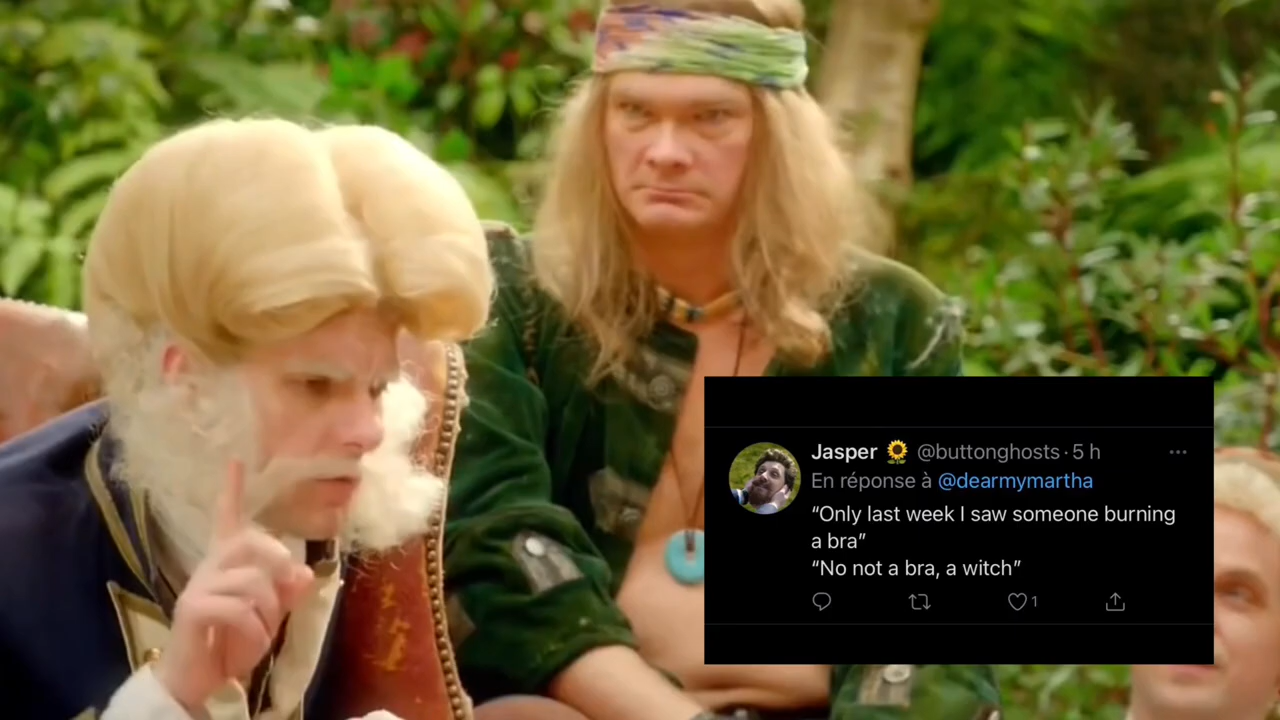 Jasper 🌻 @buttonghosts · 5 h
En réponse à @dearmymartha
“Only last week I saw someone burning
a bra”
“No not a bra, a witch”
1